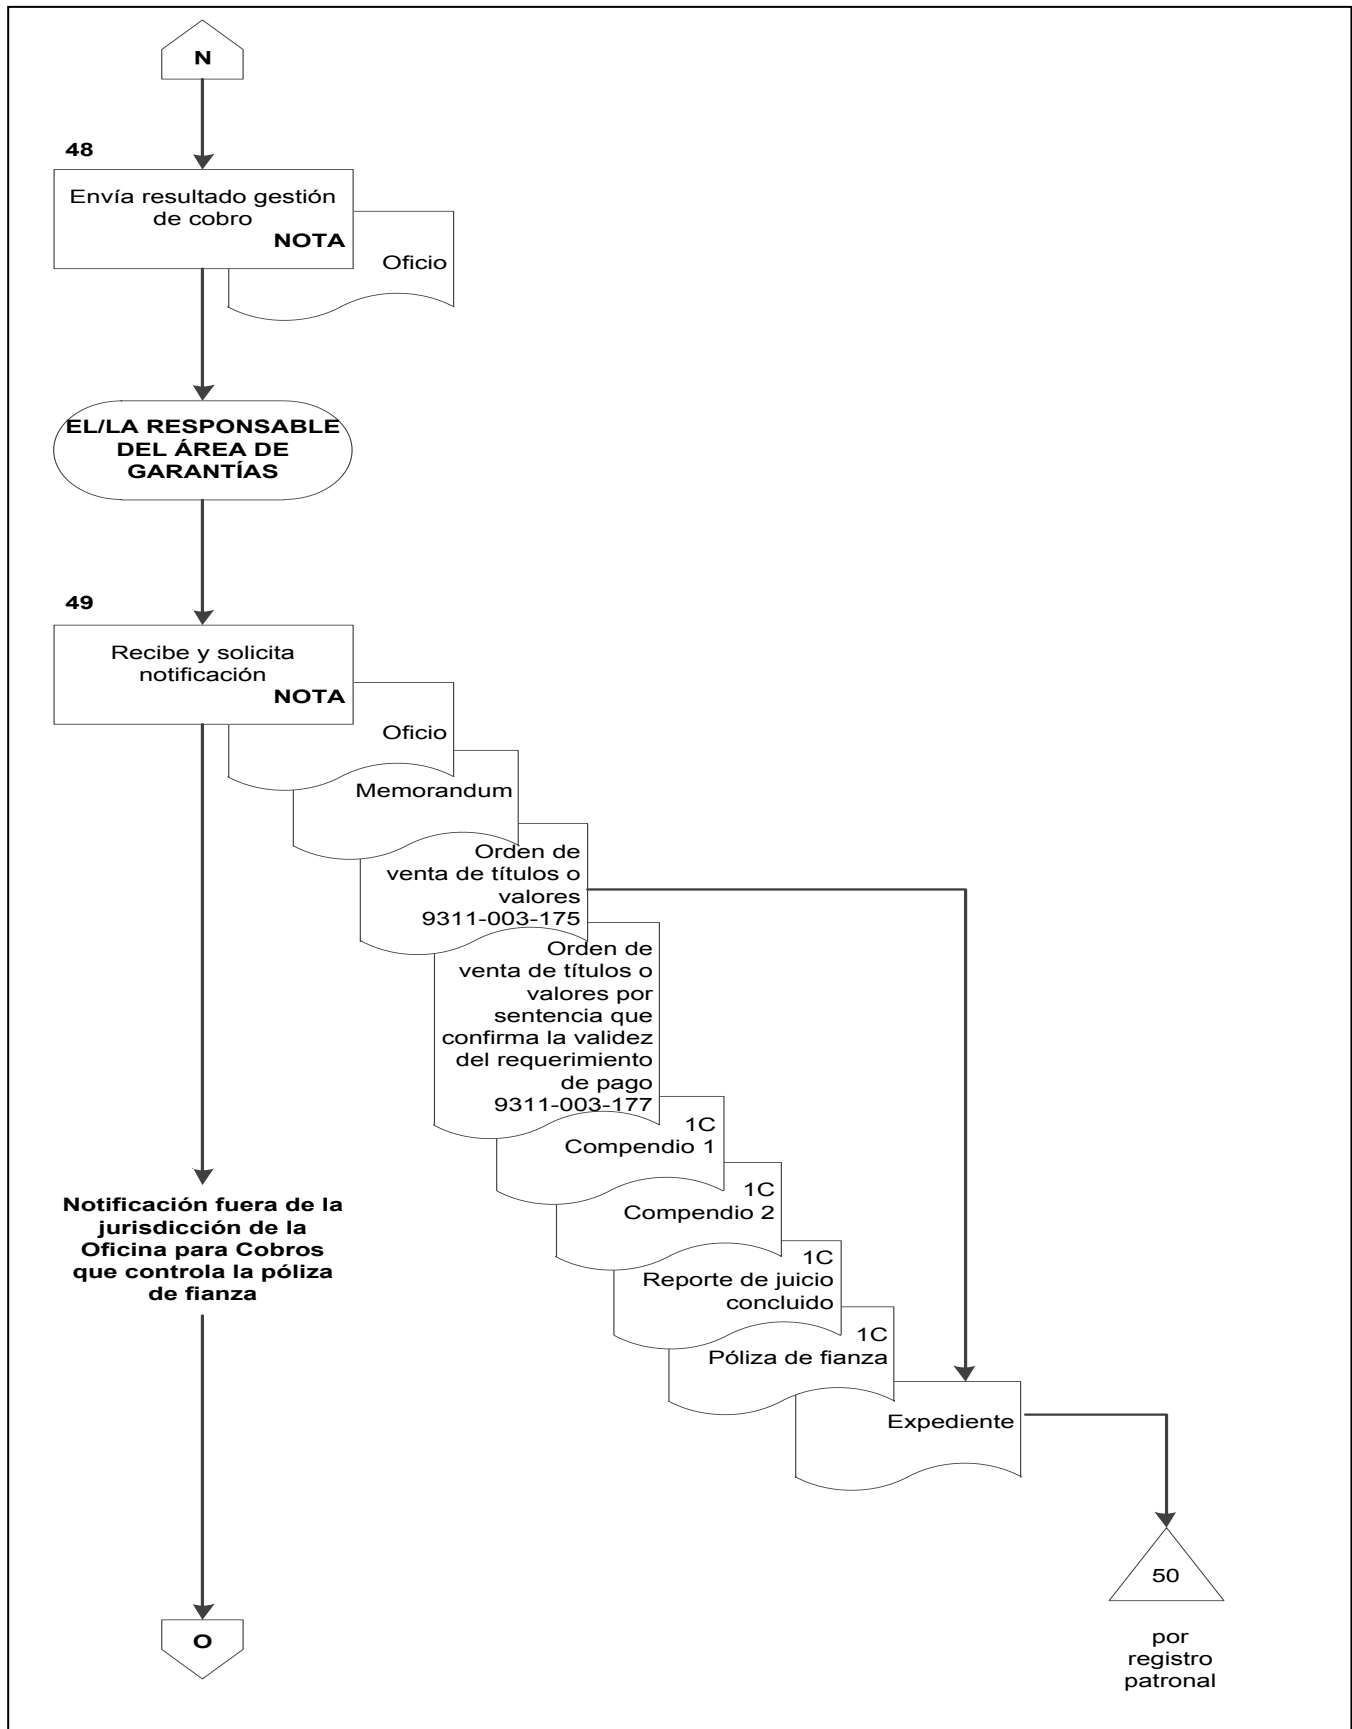 N
48
Envía resultado gestión
de cobro
NOTA
Oficio
EL/LA RESPONSABLE
DEL ÁREA DE
GARANTÍAS
49
Recibe y solicita
notificación
NOTA
Oficio
Memorandum
Orden de
venta de títulos o
valores
9311-003-175
Orden de
venta de títulos o
valores por
sentencia que
confirma la validez
del requerimiento
de pago
9311-003-177
1C
Compendio 1
1C
Compendio 2
1C
Reporte de juicio
concluido
1C
Póliza de fianza
Expediente
Notificación fuera de la
jurisdicción de la
Oficina para Cobros
que controla la póliza
de fianza
50
por
registro
patronal
O